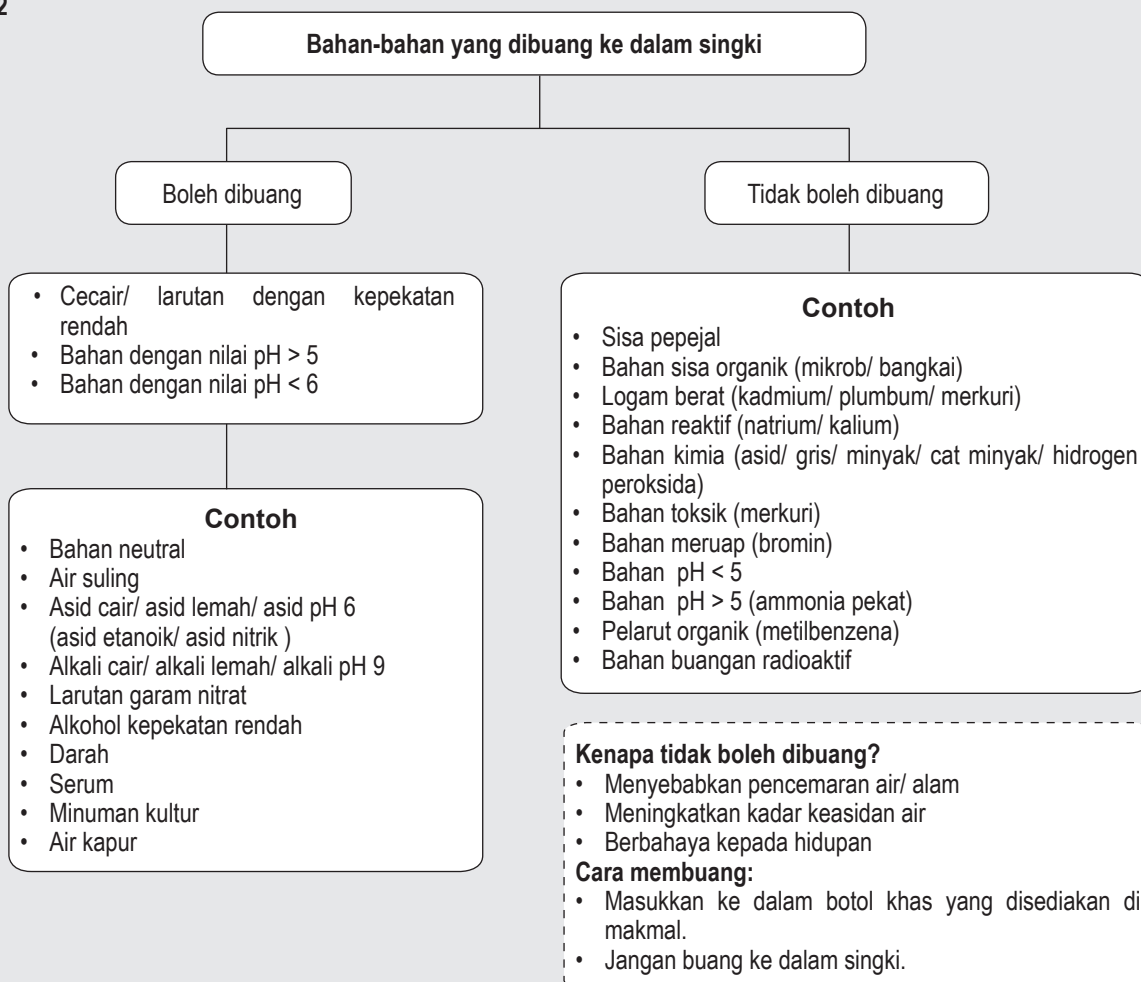 2
Bahan-bahan yang dibuang ke dalam singki
Boleh dibuang
Tidak boleh dibuang
• Cecair/ larutan dengan kepekatan
rendah
• Bahan dengan nilai pH > 5
• Bahan dengan nilai pH < 6
Contoh
• Bahan neutral
• Air suling
• Asid cair/ asid lemah/ asid pH 6
(asid etanoik/ asid nitrik )
• Alkali cair/ alkali lemah/ alkali pH 9
• Larutan garam nitrat
• Alkohol kepekatan rendah
• Darah
• Serum
• Minuman kultur
• Air kapur
Contoh
• Sisa pepejal
• Bahan sisa organik (mikrob/ bangkai)
• Logam berat (kadmium/ plumbum/ merkuri)
• Bahan reaktif (natrium/ kalium)
• Bahan kimia (asid/ gris/ minyak/ cat minyak/ hidrogen
peroksida)
• Bahan toksik (merkuri)
• Bahan meruap (bromin)
• Bahan pH < 5
• Bahan pH > 5 (ammonia pekat)
• Pelarut organik (metilbenzena)
• Bahan buangan radioaktif
Kenapa tidak boleh dibuang?
• Menyebabkan pencemaran air/ alam
• Meningkatkan kadar keasidan air
• Berbahaya kepada hidupan
Cara membuang:
• Masukkan ke dalam botol khas yang disediakan di
makmal.
• Jangan buang ke dalam singki.